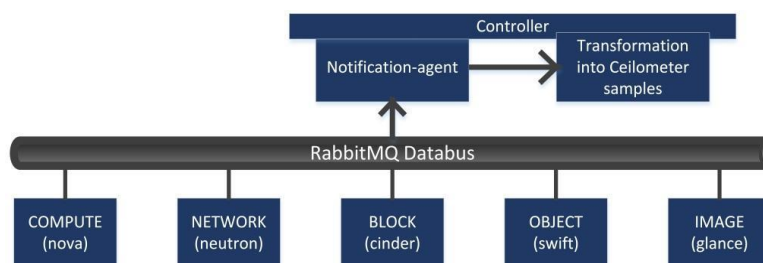 Controller
Notification-agent
Transformation
into Ceilometer
samples
RabbitMQ Databus
COMPUTE
(nova)
NETWORK
(neutron)
BLOCK
(cinder)
OBJECT
(swift)
IMAGE
(glance)